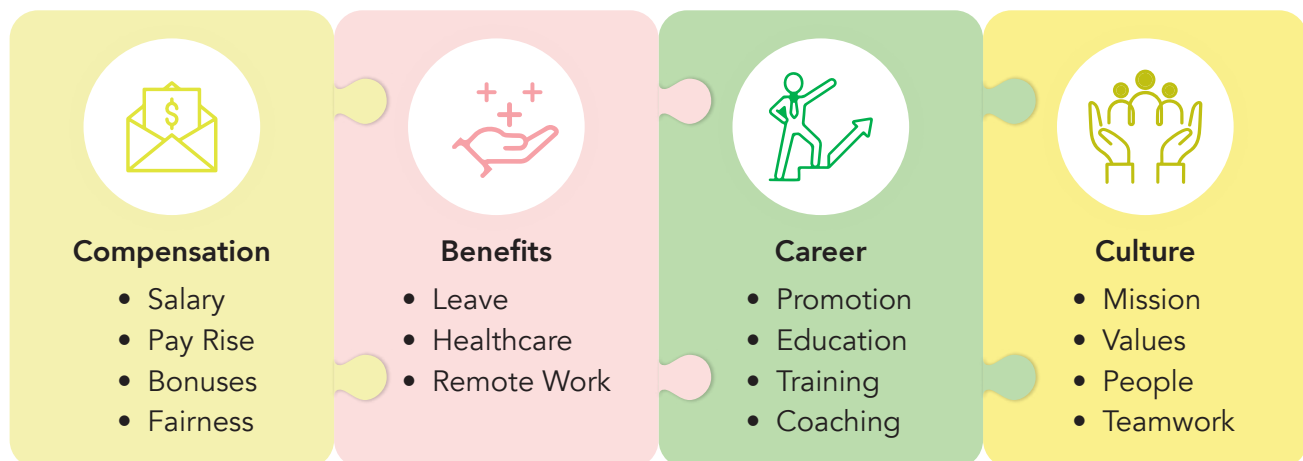 Compensation
• Salary
• Pay Rise
• Bonuses
• Fairness
Benefits
• Leave
• Healthcare
• Remote Work
Career
• Promotion
• Education
• Training
• Coaching
Culture
• Mission
• Values
• People
• Teamwork
$